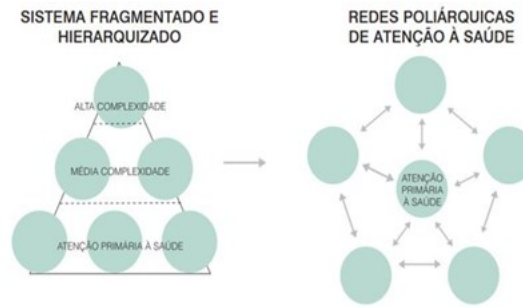 SISTEMA FRAGMENTADO E
HIERARQUIZADO
ALTA COMPLEXIDADE
MÉDIA COMPLEXIDADE
ATENÇÃO PRIMÁRIA À SAÚDE
REDES POLIÁRQUICAS
DE ATENÇÃO À SAÚDE
ATENÇÃO
PRIMÁRIA
À SAÚDE